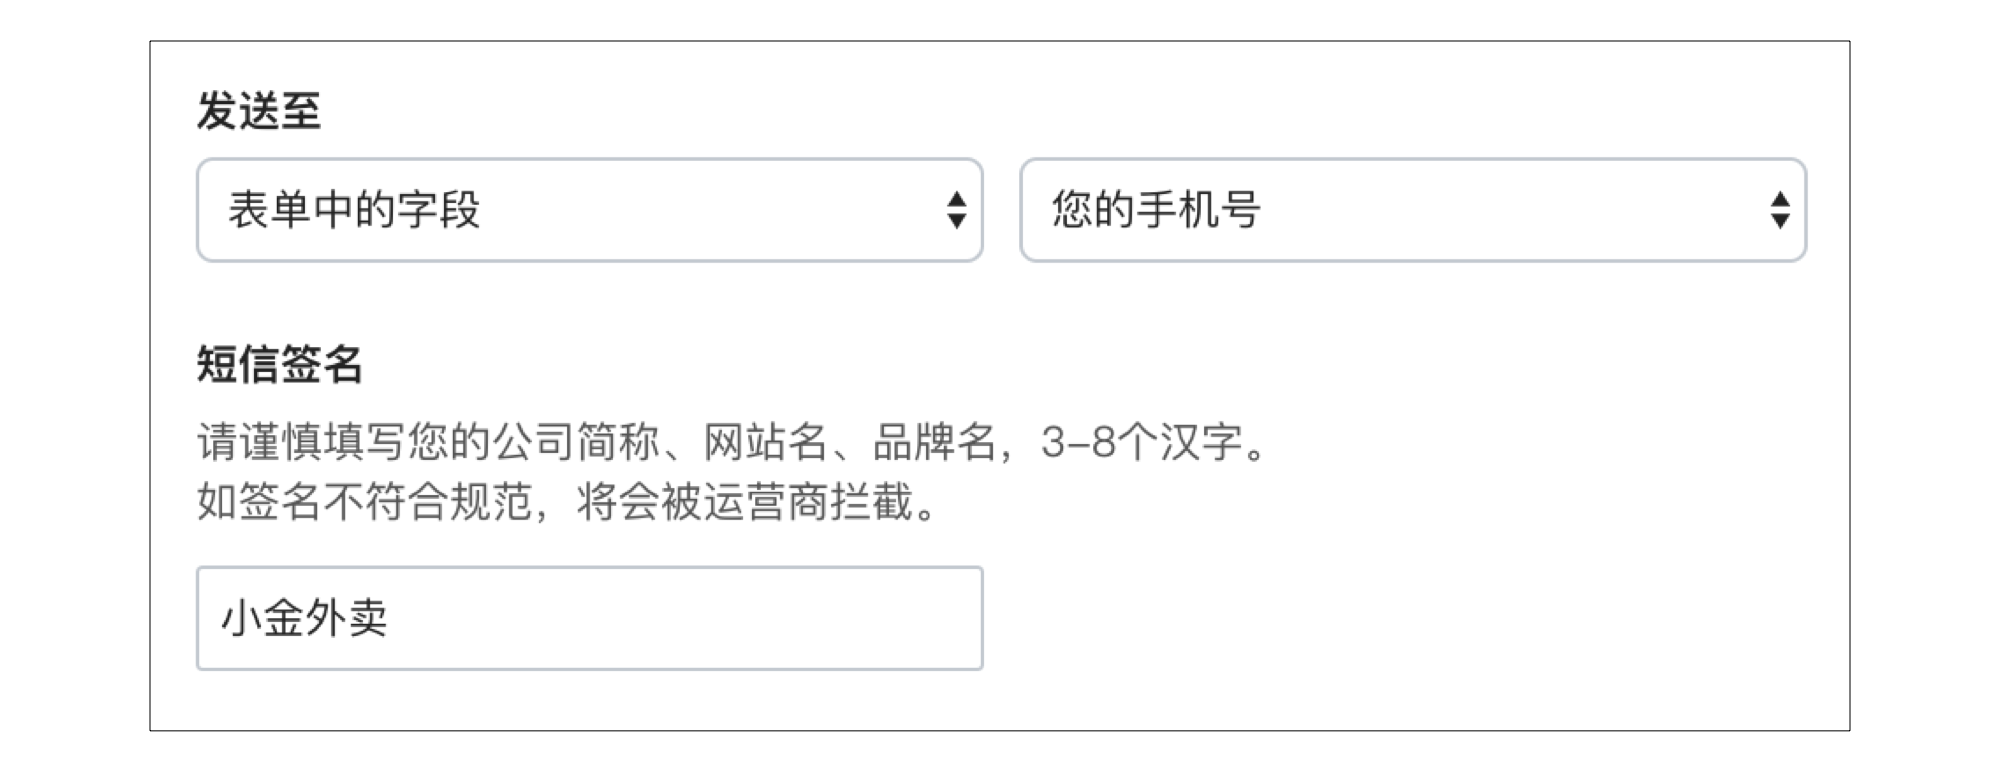 发送至
表单中的字段
您的手机号
短信签名
请谨慎填写您的公司简称、网站名、品牌名，3-8个汉字。
如签名不符合规范，将会被运营商拦截。
小金外卖